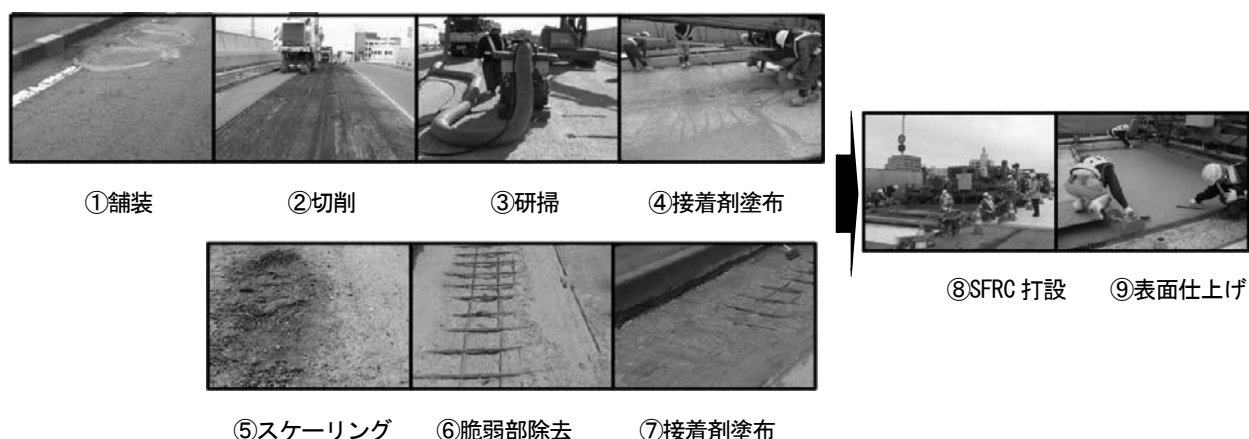 ①舗装
②切削
③研掃
④接着剤塗布
⑤スケーリング
⑥脆弱部除去
⑦接着剤塗布
⑧SFRC 打設
⑨表面仕上げ